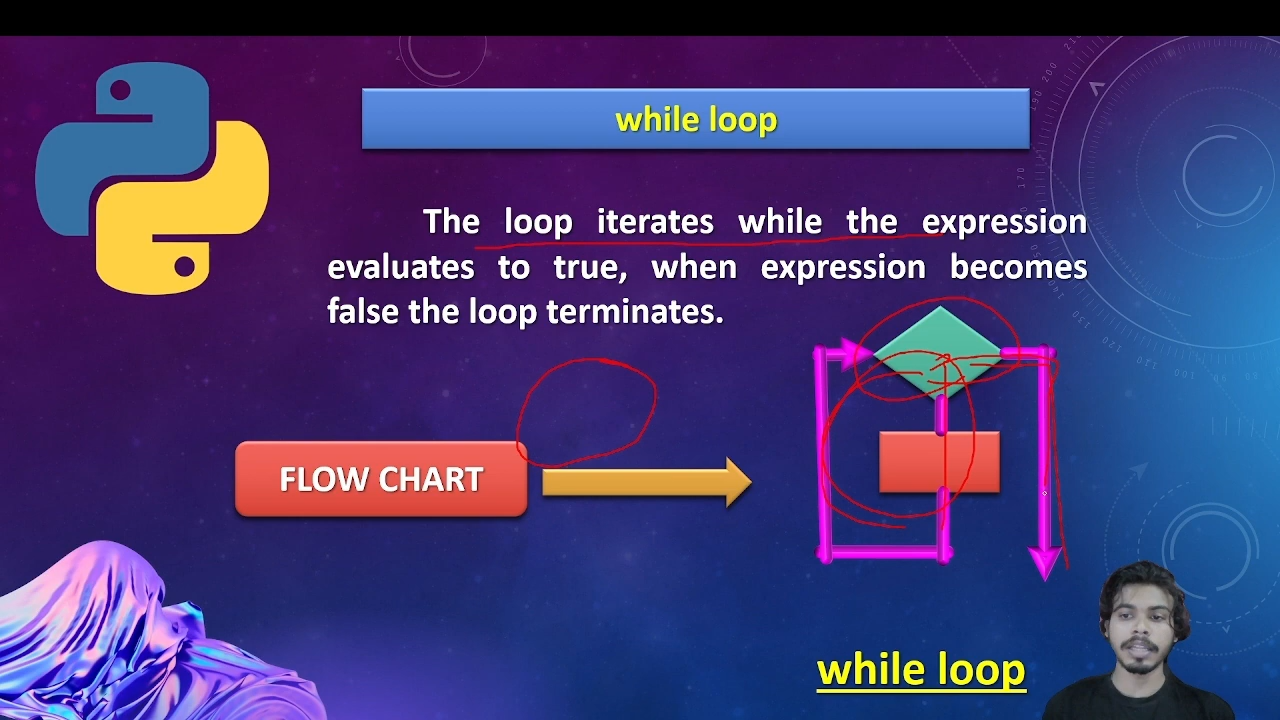 while loop
The loop iterates while the expression
evaluates to true, when expression becomes
false the loop terminates.
FLOW CHART
while loop